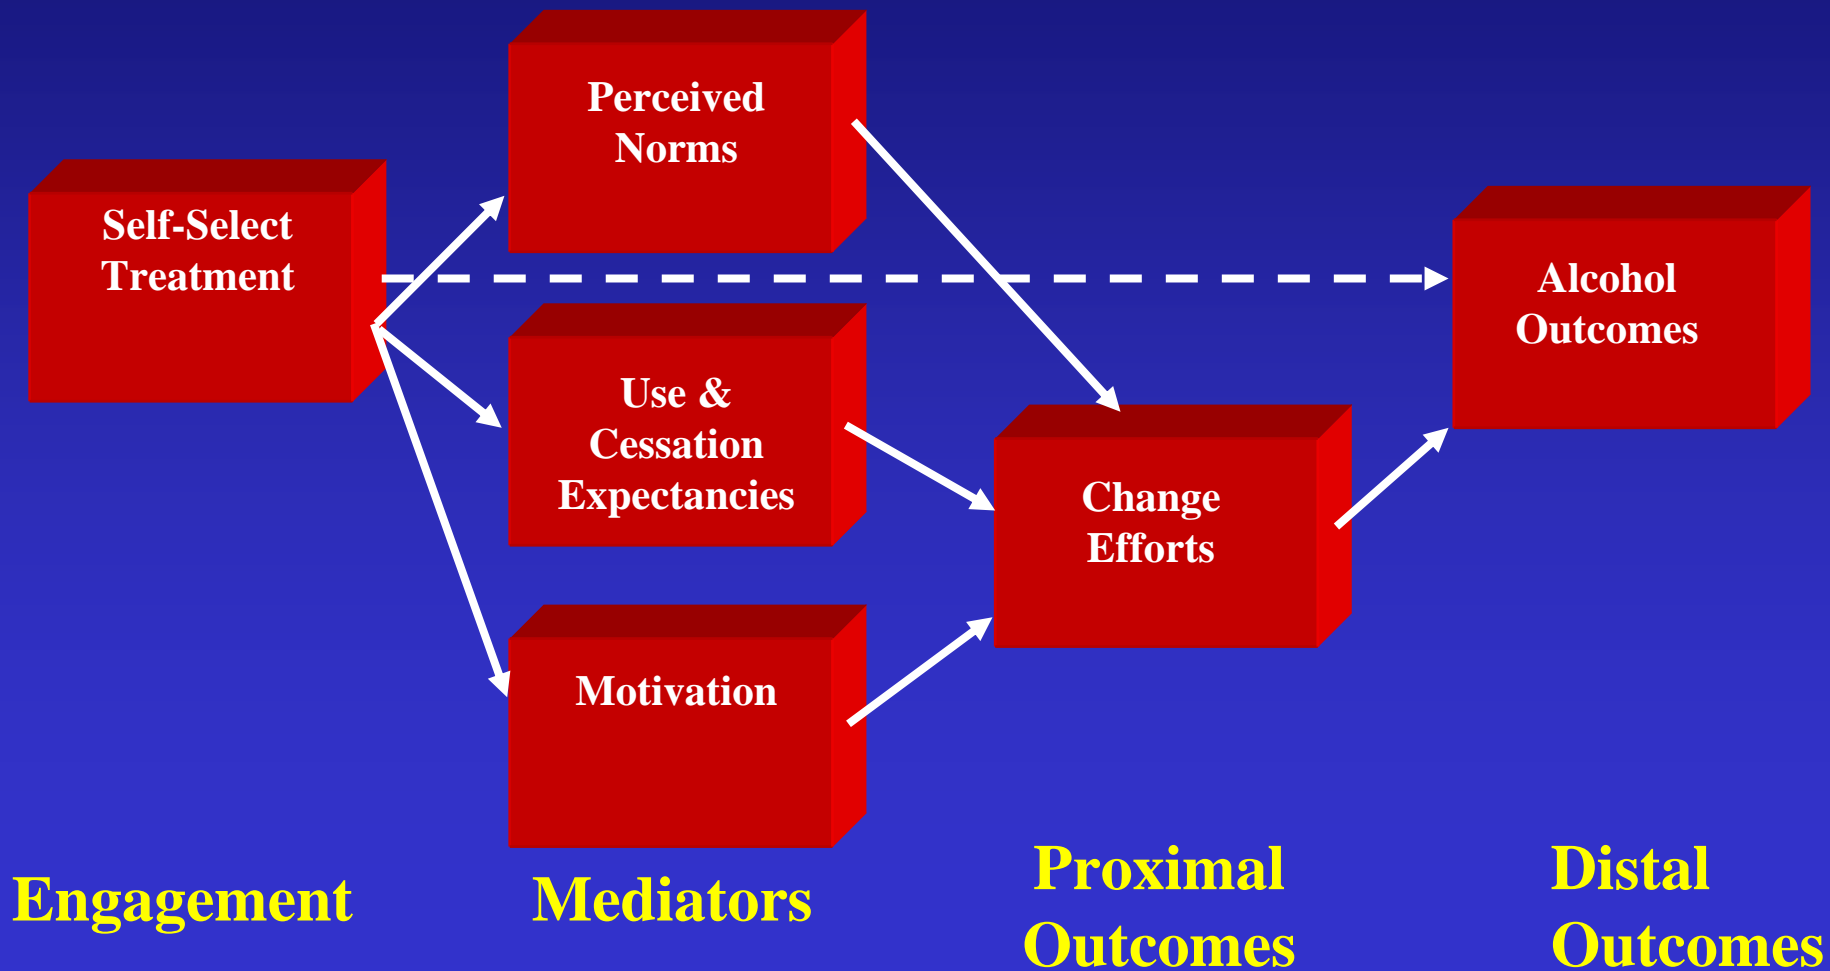 Perceived
Norms
Self-Select
Treatment
Alcohol
Outcomes
Use &
Cessation
Expectancies
Change
Efforts
Motivation
Engagement
Mediators
Proximal
Outcomes
Distal
Outcomes